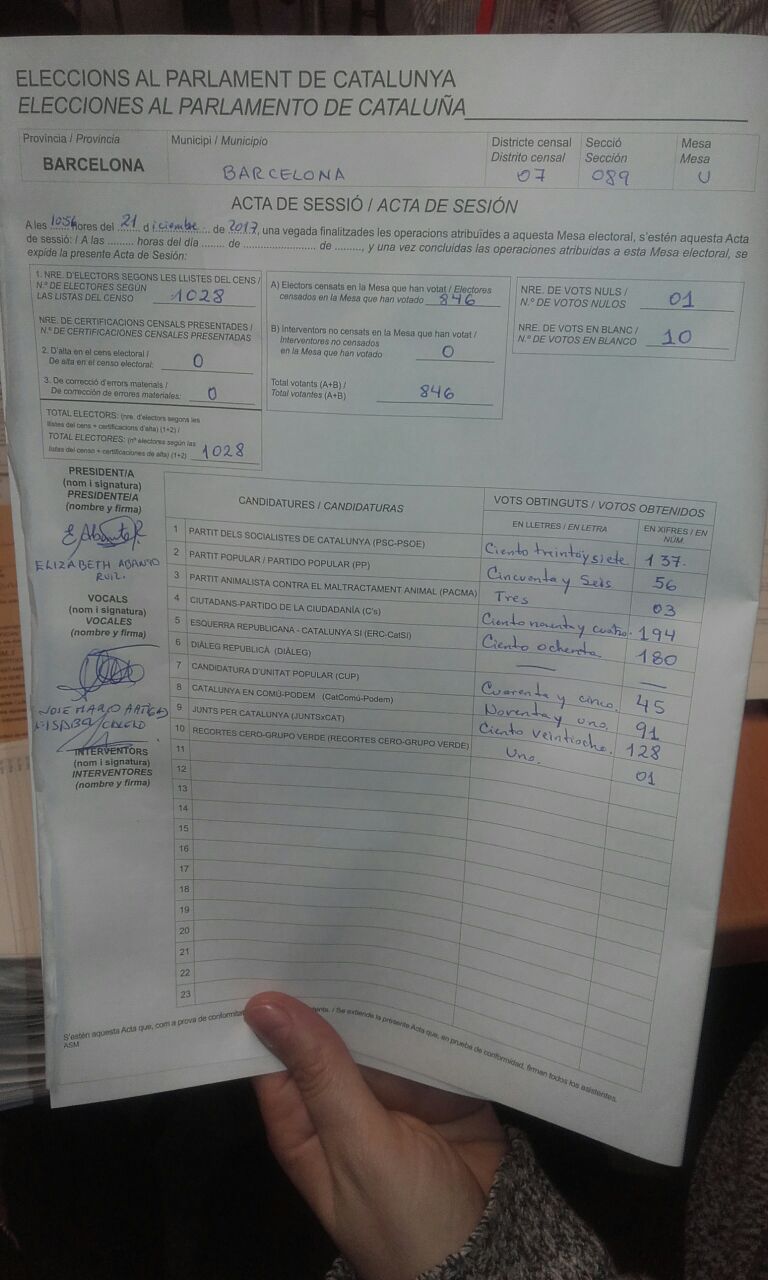 ELECCIONS AL PARLAMENT DE CATALUNYA
ELECCIONES AL PARLAMENTO DE CATALUÑA
Provincia / Provincia
BARCELONA
Municipi / Municipio
BARCELONA
Districte censal
Distrito censal
07
Secció
Sección
089
Mesa
Mesa
U
ACTA DE SESSIÓ / ACTA DE SESIÓN
A les 10:56 hores del 21 d iciembre de 2017, una vegada finalitzades les operacions atribuïdes a aquesta Mesa electoral, s'estén aquesta Acta
de sessió: / A las ......... horas del día ....... de ...................... de ........, y una vez concluidas las operaciones atribuidas a esta Mesa electoral, se
expide la presente Acta de Sesión:
1. NRE. D'ELECTORS SEGONS LES LLISTES DEL CENS /
N.º DE ELECTORES SEGÚN
LAS LISTAS DEL CENSO 1028
NRE. DE CERTIFICACIONS CENSALS PRESENTADES /
N.º DE CERTIFICACIONES CENSALES PRESENTADAS
2. D'alta en el cens electoral /
De alta en el censo electoral: 0
3. De correcció d'errors materials /
De corrección de errores materiales: 0
TOTAL ELECTORS: (nre. d'electors segons les
llistes del cens + certificacions d'alta) (1+2) /
TOTAL ELECTORES: (nº electores según las
listas del censo + certificaciones de alta) (1+2) 1028
A) Electors censats en la Mesa que han votat / Electores
censados en la Mesa que han votado 846
B) Interventors no censats en la Mesa que han votat /
Interventores no censados
en la Mesa que han votado 0
Total votants (A+B) /
Total votantes (A+B) 846
NRE. DE VOTS NULS /
N.º DE VOTOS NULOS 01
NRE. DE VOTS EN BLANC /
N.º DE VOTOS EN BLANCO 10
PRESIDENT/A
(nom i signatura)
PRESIDENTE/A
(nombre y firma)
ELIZABETH ABANTO
RUIZ.
VOCALS
(nom i signatura)
VOCALES
(nombre y firma)
INTERVENTORS
(nom i signatura)
INTERVENTORES
(nombre y firma)
CANDIDATURES / CANDIDATURAS
VOTS OBTINGUTS / VOTOS OBTENIDOS
EN LLETRES / EN LETRA
EN XIFRES / EN NÚM
1 PARTIT DELS SOCIALISTES DE CATALUNYA (PSC-PSOE) Ciento treinta y siete 137.
2 PARTIT POPULAR / PARTIDO POPULAR (PP) Cincuenta y Seis 56
3 PARTIT ANIMALISTA CONTRA EL MALTRACTAMENT ANIMAL (PACMA) Tres 03
4 CIUTADANS-PARTIDO DE LA CIUDADANÍA (C's) Ciento noventa y cuatro. 194
5 ESQUERRA REPUBLICANA - CATALUNYA SI (ERC-CatSi) Ciento ochenta 180
6 DIÀLEG REPUBLICÀ (DIÀLEG) — —
7 CANDIDATURA D'UNITAT POPULAR (CUP) Cuarenta y cinco. 45
8 CATALUNYA EN COMÚ-PODEM (CatComú-Podem) Noventa y uno. 91
9 JUNTS PER CATALUNYA (JUNTSxCAT) Ciento veintiocho. 128
10 RECORTES CERO-GRUPO VERDE (RECORTES CERO-GRUPO VERDE) Uno. 01
11
12
13
14
15
16
17
18
19
20
21
22
23
S'estén aquesta Acta que, com a prova de conformitat / Se extiende la presente Acta que, en prueba de conformidad, firman todos los asistentes.
ASM